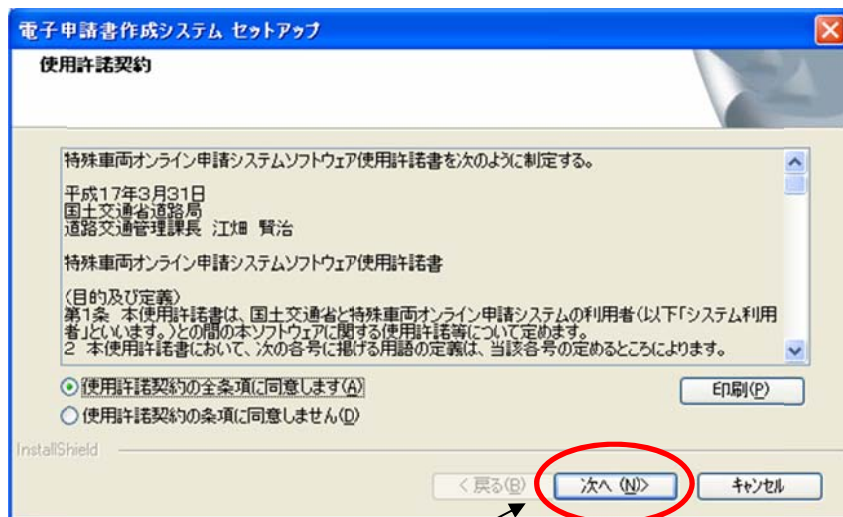 電子申請書作成システム セットアップ
使用許諾契約
特殊車両オンライン申請システムソフトウェア使用許諾書を次のように制定する。
平成17年3月31日
国土交通省道路局
道路交通管理課長 江畑 賢治
特殊車両オンライン申請システムソフトウェア使用許諾書
(目的及び定義)
第1条 本使用許諾書は、国土交通省と特殊車両オンライン申請システムの利用者(以下「システム利用
者」といいます。)との間の本ソフトウェアに関する使用許諾等について定めます。
2 本使用許諾書において、次の各号に掲げる用語の定義は、当該各号の定めるところによります。
使用許諾契約の全条項に同意します(A)
印刷(P)
使用許諾契約の条項に同意しません(D)
InstallShield
< 戻る(B)
次へ (N)>
キャンセル